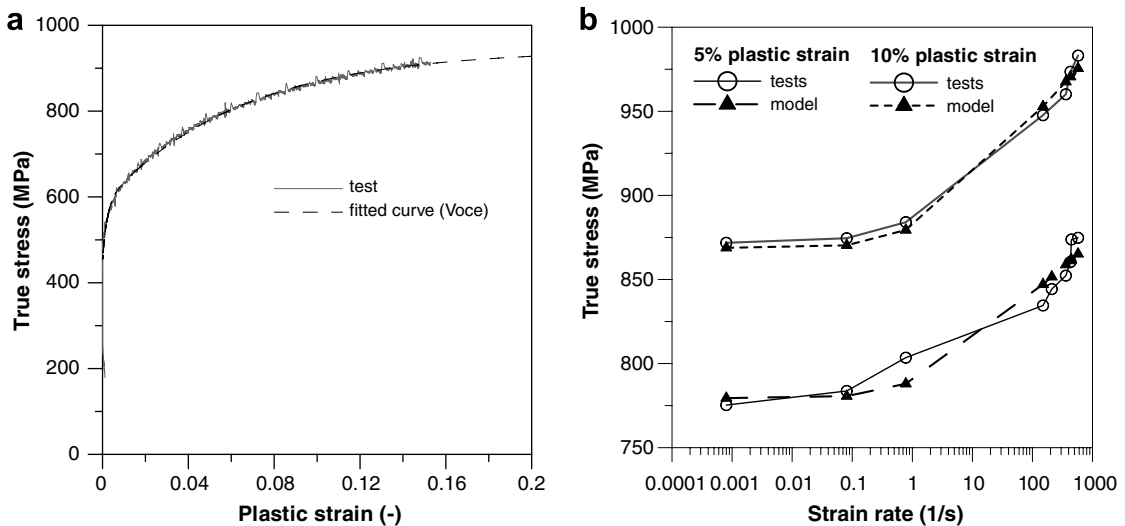 a
1000
800
600
400
200
0
True stress (MPa)
test
fitted curve (Voce)
0
0.04
0.08
0.12
0.16
0.2
Plastic strain (-)
b
1000
950
900
850
800
750
True stress (MPa)
5% plastic strain
tests
model
10% plastic strain
tests
model
0.0001
0.001
0.01
0.1
1
10
100
1000
Strain rate (1/s)